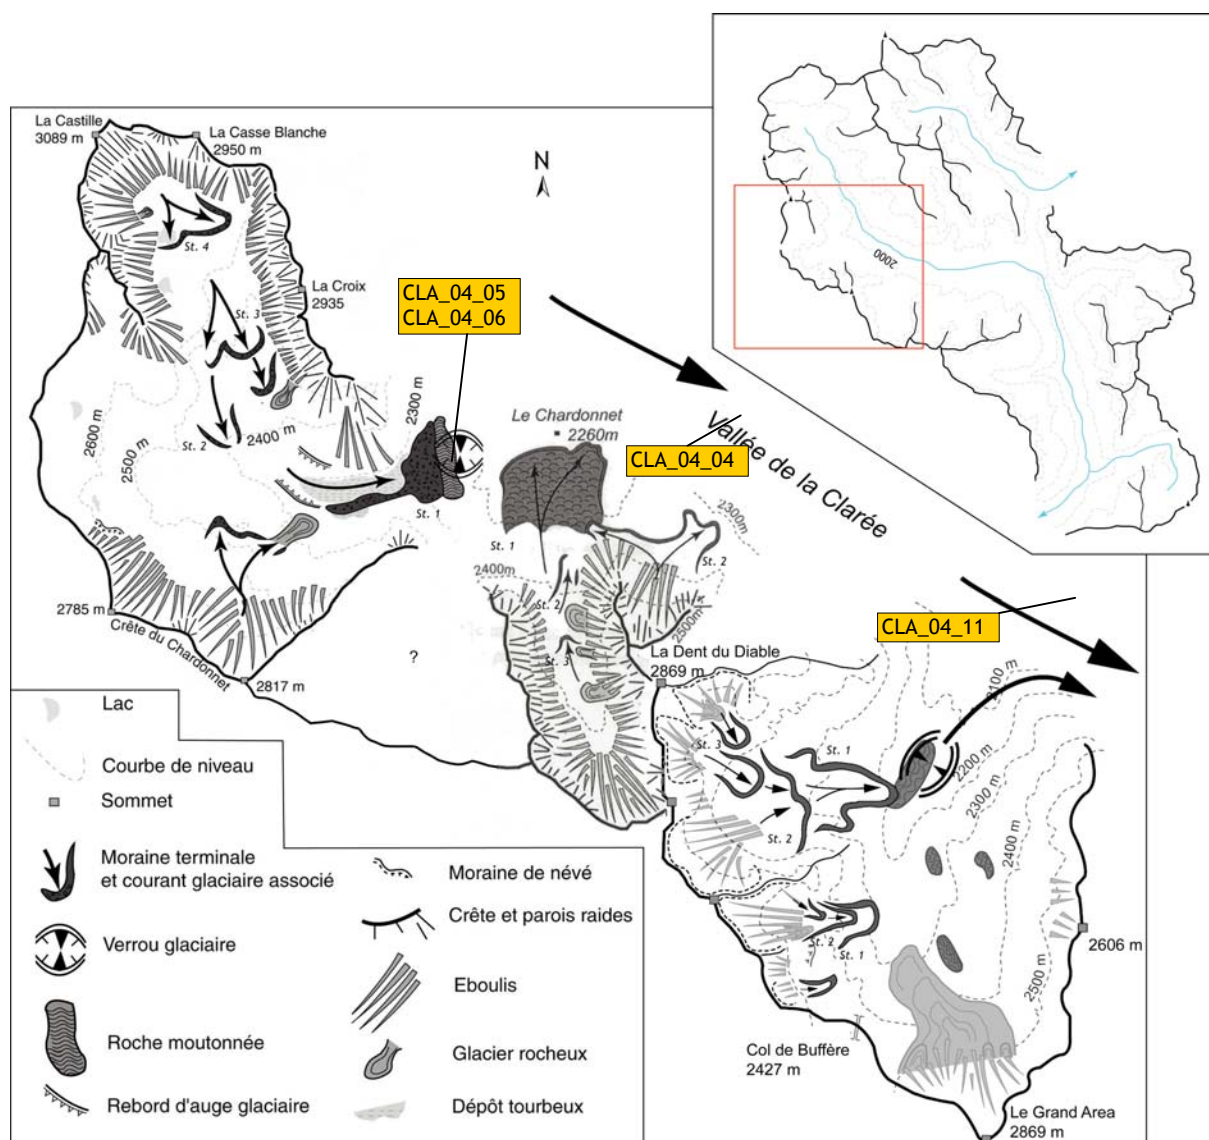 La Castille
3089 m
La Casse Blanche
2950 m
N
2000
St. 4
La Croix
2935
St. 3
CLA_04_05
CLA_04_06
2600 m
2500 m
St. 2
2400 m
2300 m
Le Chardonnet
2260m
CLA_04_04
Vallée de la Clarée
St. 1
St. 1
2300m
St. 2
2400m
St. 2
2500m
St. 3
2785 m
Crête du Chardonnet
2817 m
?
CLA_04_11
La Dent du Diable
2869 m
2100 m
St. 1
St. 3
2200 m
2300 m
St. 2
2400 m
St. 2
St. 1
2606 m
2500 m
Col de Buffère
2427 m
Le Grand Area
2869 m
Lac
Courbe de niveau
Sommet
Moraine terminale
et courant glaciaire associé
Verrou glaciaire
Roche moutonnée
Rebord d'auge glaciaire
Moraine de névé
Crête et parois raides
Eboulis
Glacier rocheux
Dépôt tourbeux